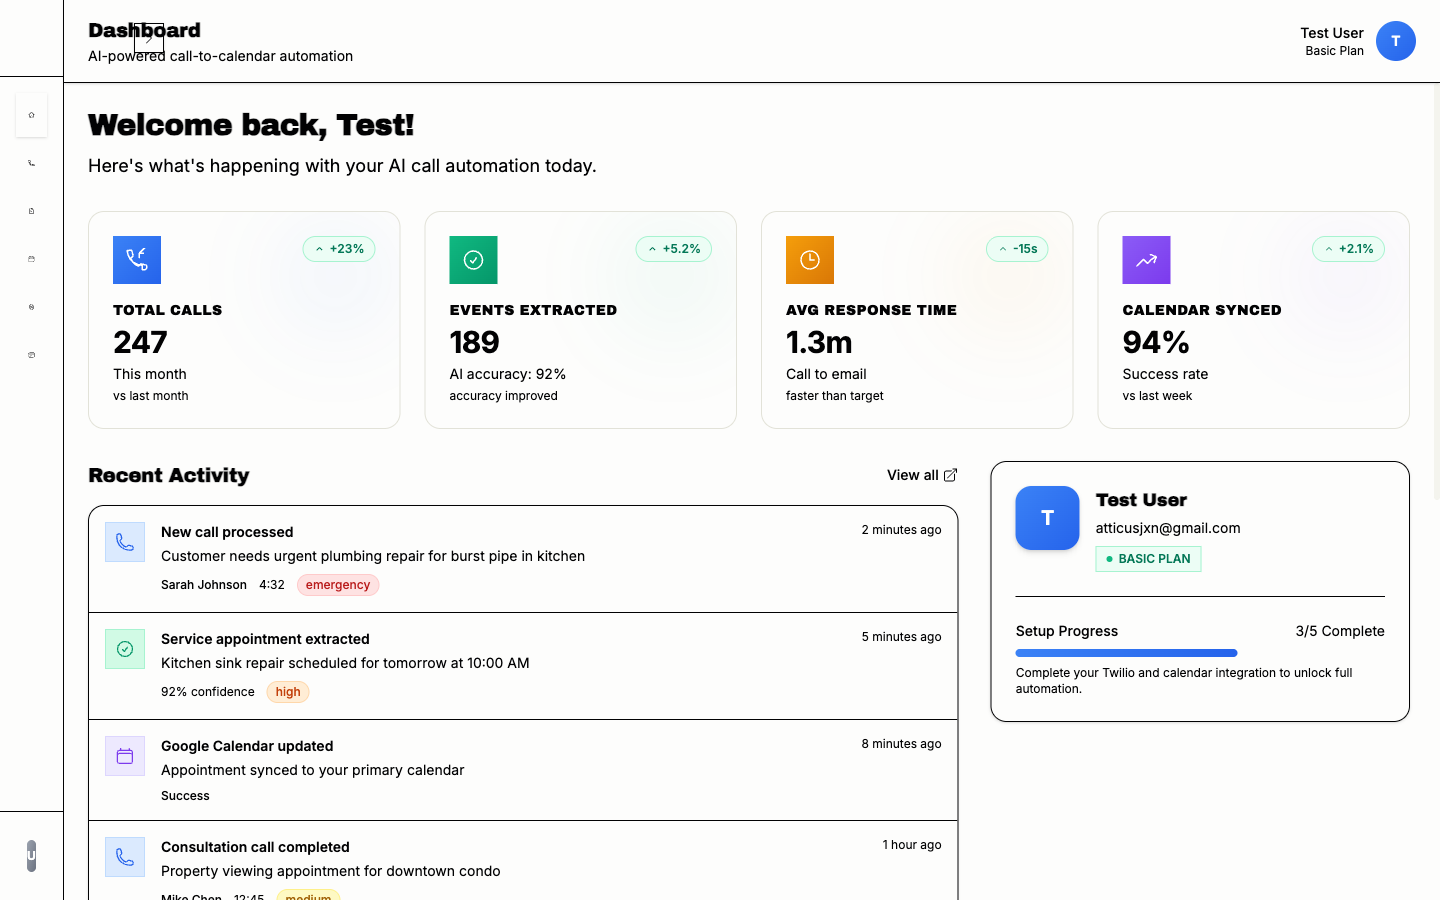 Dashboard
AI-powered call-to-calendar automation
Test User
Basic Plan
T
Welcome back, Test!
Here's what's happening with your AI call automation today.
+23%
TOTAL CALLS
247
This month
vs last month
+5.2%
EVENTS EXTRACTED
189
AI accuracy: 92%
accuracy improved
-15s
AVG RESPONSE TIME
1.3m
Call to email
faster than target
+2.1%
CALENDAR SYNCED
94%
Success rate
vs last week
Recent Activity
View all
New call processed
2 minutes ago
Customer needs urgent plumbing repair for burst pipe in kitchen
Sarah Johnson 4:32 emergency
Service appointment extracted
5 minutes ago
Kitchen sink repair scheduled for tomorrow at 10:00 AM
92% confidence high
Google Calendar updated
8 minutes ago
Appointment synced to your primary calendar
Success
Consultation call completed
1 hour ago
Property viewing appointment for downtown condo
Mike Chen 12:45 medium
T
Test User
atticusjxn@gmail.com
BASIC PLAN
Setup Progress
3/5 Complete
Complete your Twilio and calendar integration to unlock full
automation.
U